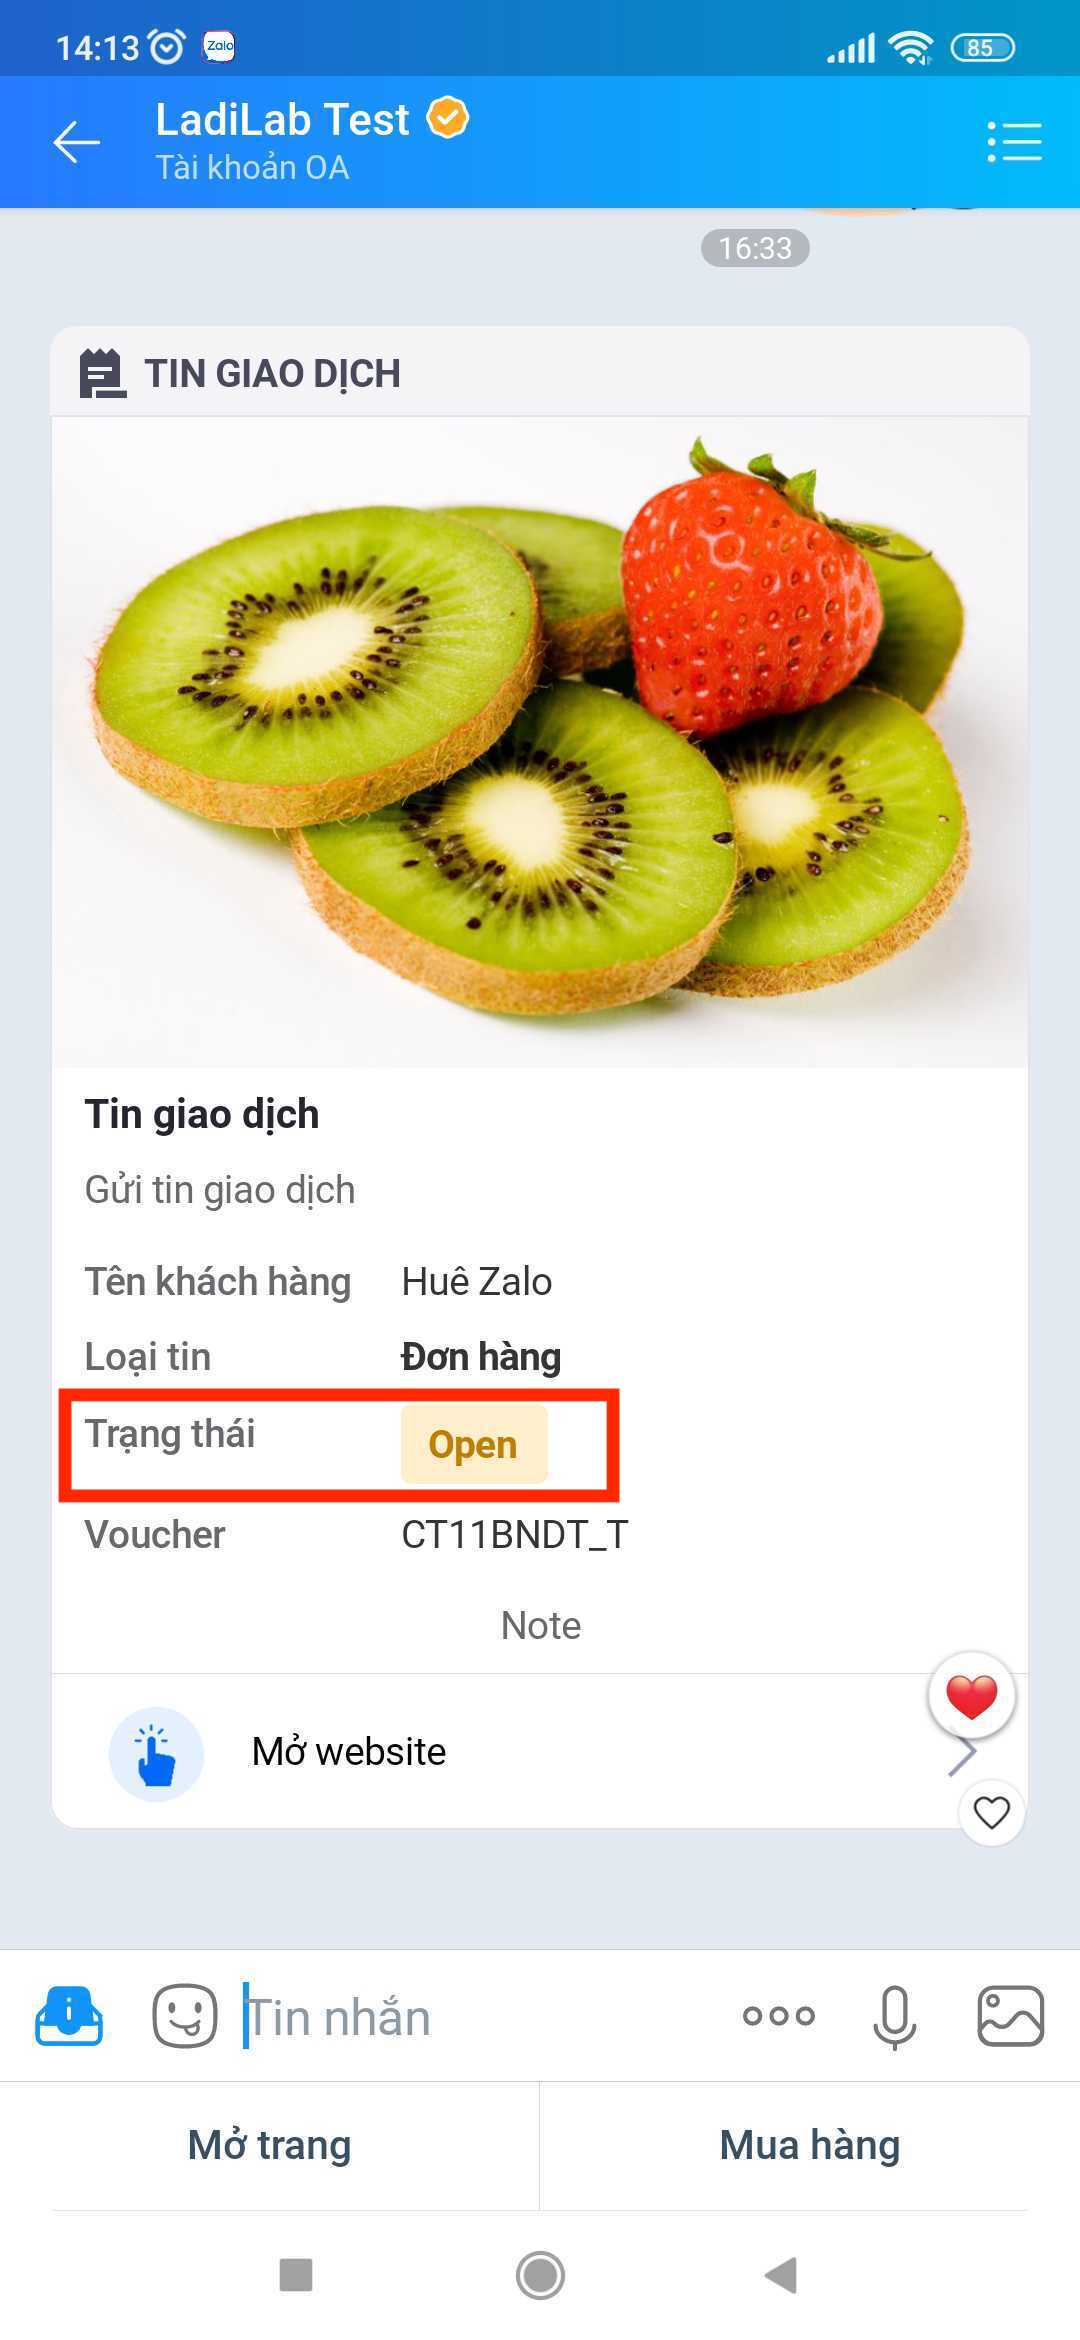 14:13 Zalo 85
LadiLab Test
Tài khoản OA
16:33
TIN GIAO DỊCH
Tin giao dịch
Gửi tin giao dịch
Tên khách hàng Huê Zalo
Loại tin Đơn hàng
Trạng thái Open
Voucher CT11BNDT_T
Note
Mở website
Tin nhắn
Mở trang Mua hàng